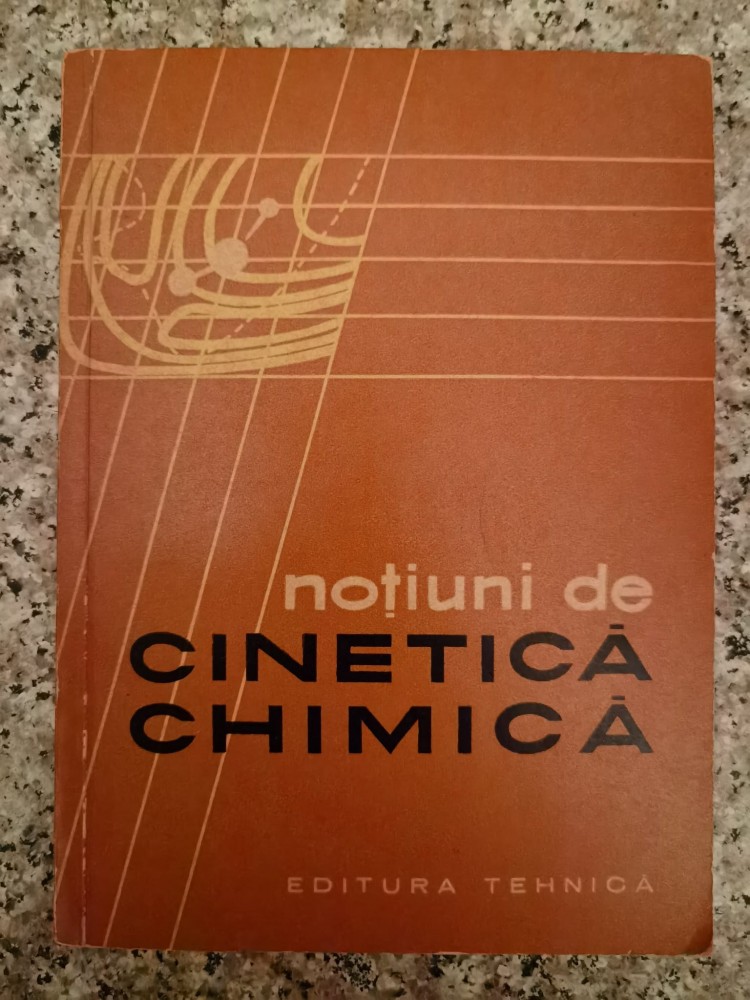 noțiuni de
CINETICĂ
CHIMICĂ
EDITURA TEHNICĂ